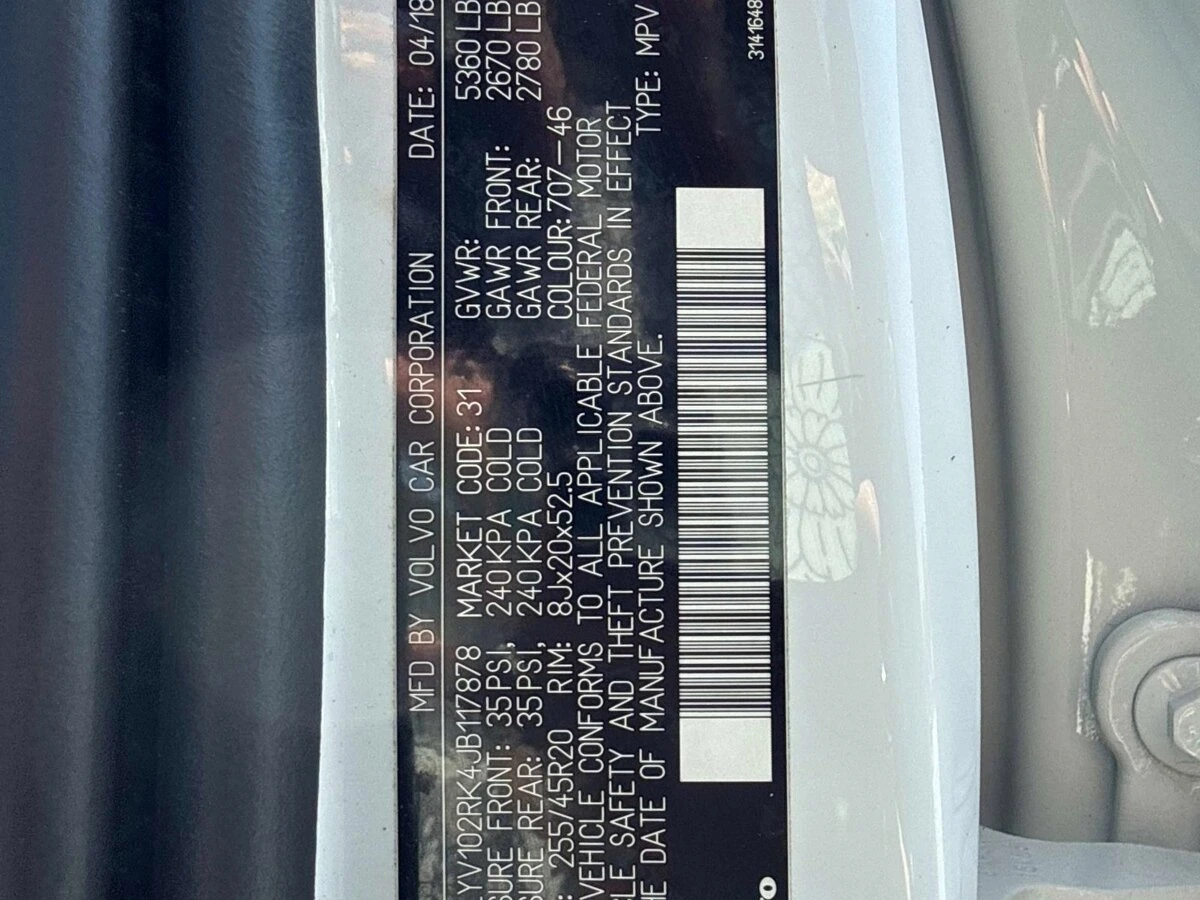 MFD BY VOLVO CAR CORPORATION DATE: 04/18
YV102RK4JB117878 MARKET CODE: 31 GVWR: 5360 LB
SURE FRONT: 35 PSI, 240 KPA COLD GAWR FRONT: 2670 LB
SURE REAR: 35 PSI, 240 KPA COLD GAWR REAR: 2780 LB
: 255/45R20 RIM: 8Jx20x52.5 COLOUR: 707-46
VEHICLE CONFORMS TO ALL APPLICABLE FEDERAL MOTOR
CLE SAFETY AND THEFT PREVENTION STANDARDS IN EFFECT
HE DATE OF MANUFACTURE SHOWN ABOVE. TYPE: MPV
3141648